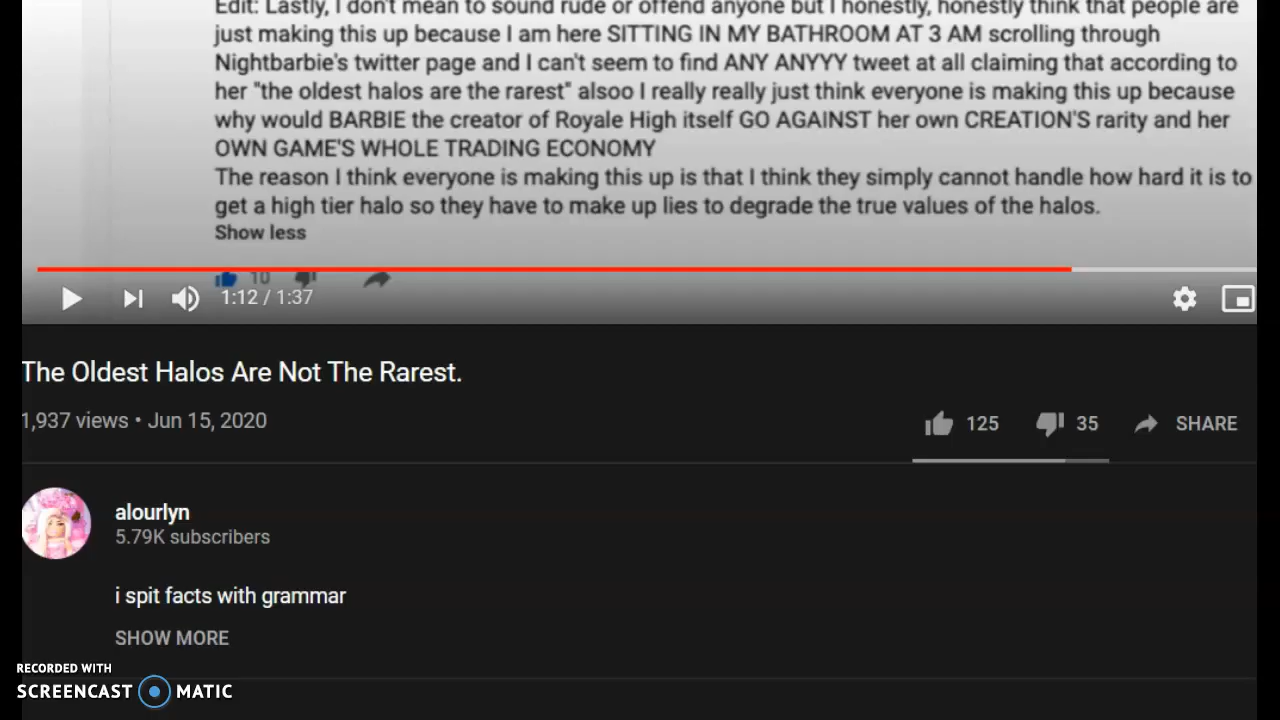 Edit: Lastly, I don't mean to sound rude or offend anyone but I honestly, honestly think that people are
just making this up because I am here SITTING IN MY BATHROOM AT 3 AM scrolling through
Nightbarbie's twitter page and I can't seem to find ANY ANYYY tweet at all claiming that according to
her "the oldest halos are the rarest" alsoo I really really just think everyone is making this up because
why would BARBIE the creator of Royale High itself GO AGAINST her own CREATION'S rarity and her
OWN GAME'S WHOLE TRADING ECONOMY
The reason I think everyone is making this up is that I think they simply cannot handle how hard it is to
get a high tier halo so they have to make up lies to degrade the true values of the halos.
Show less
10
1:12 / 1:37
The Oldest Halos Are Not The Rarest.
1,937 views • Jun 15, 2020
125 35 SHARE
alourlyn
5.79K subscribers
i spit facts with grammar
SHOW MORE
RECORDED WITH
SCREENCAST MATIC